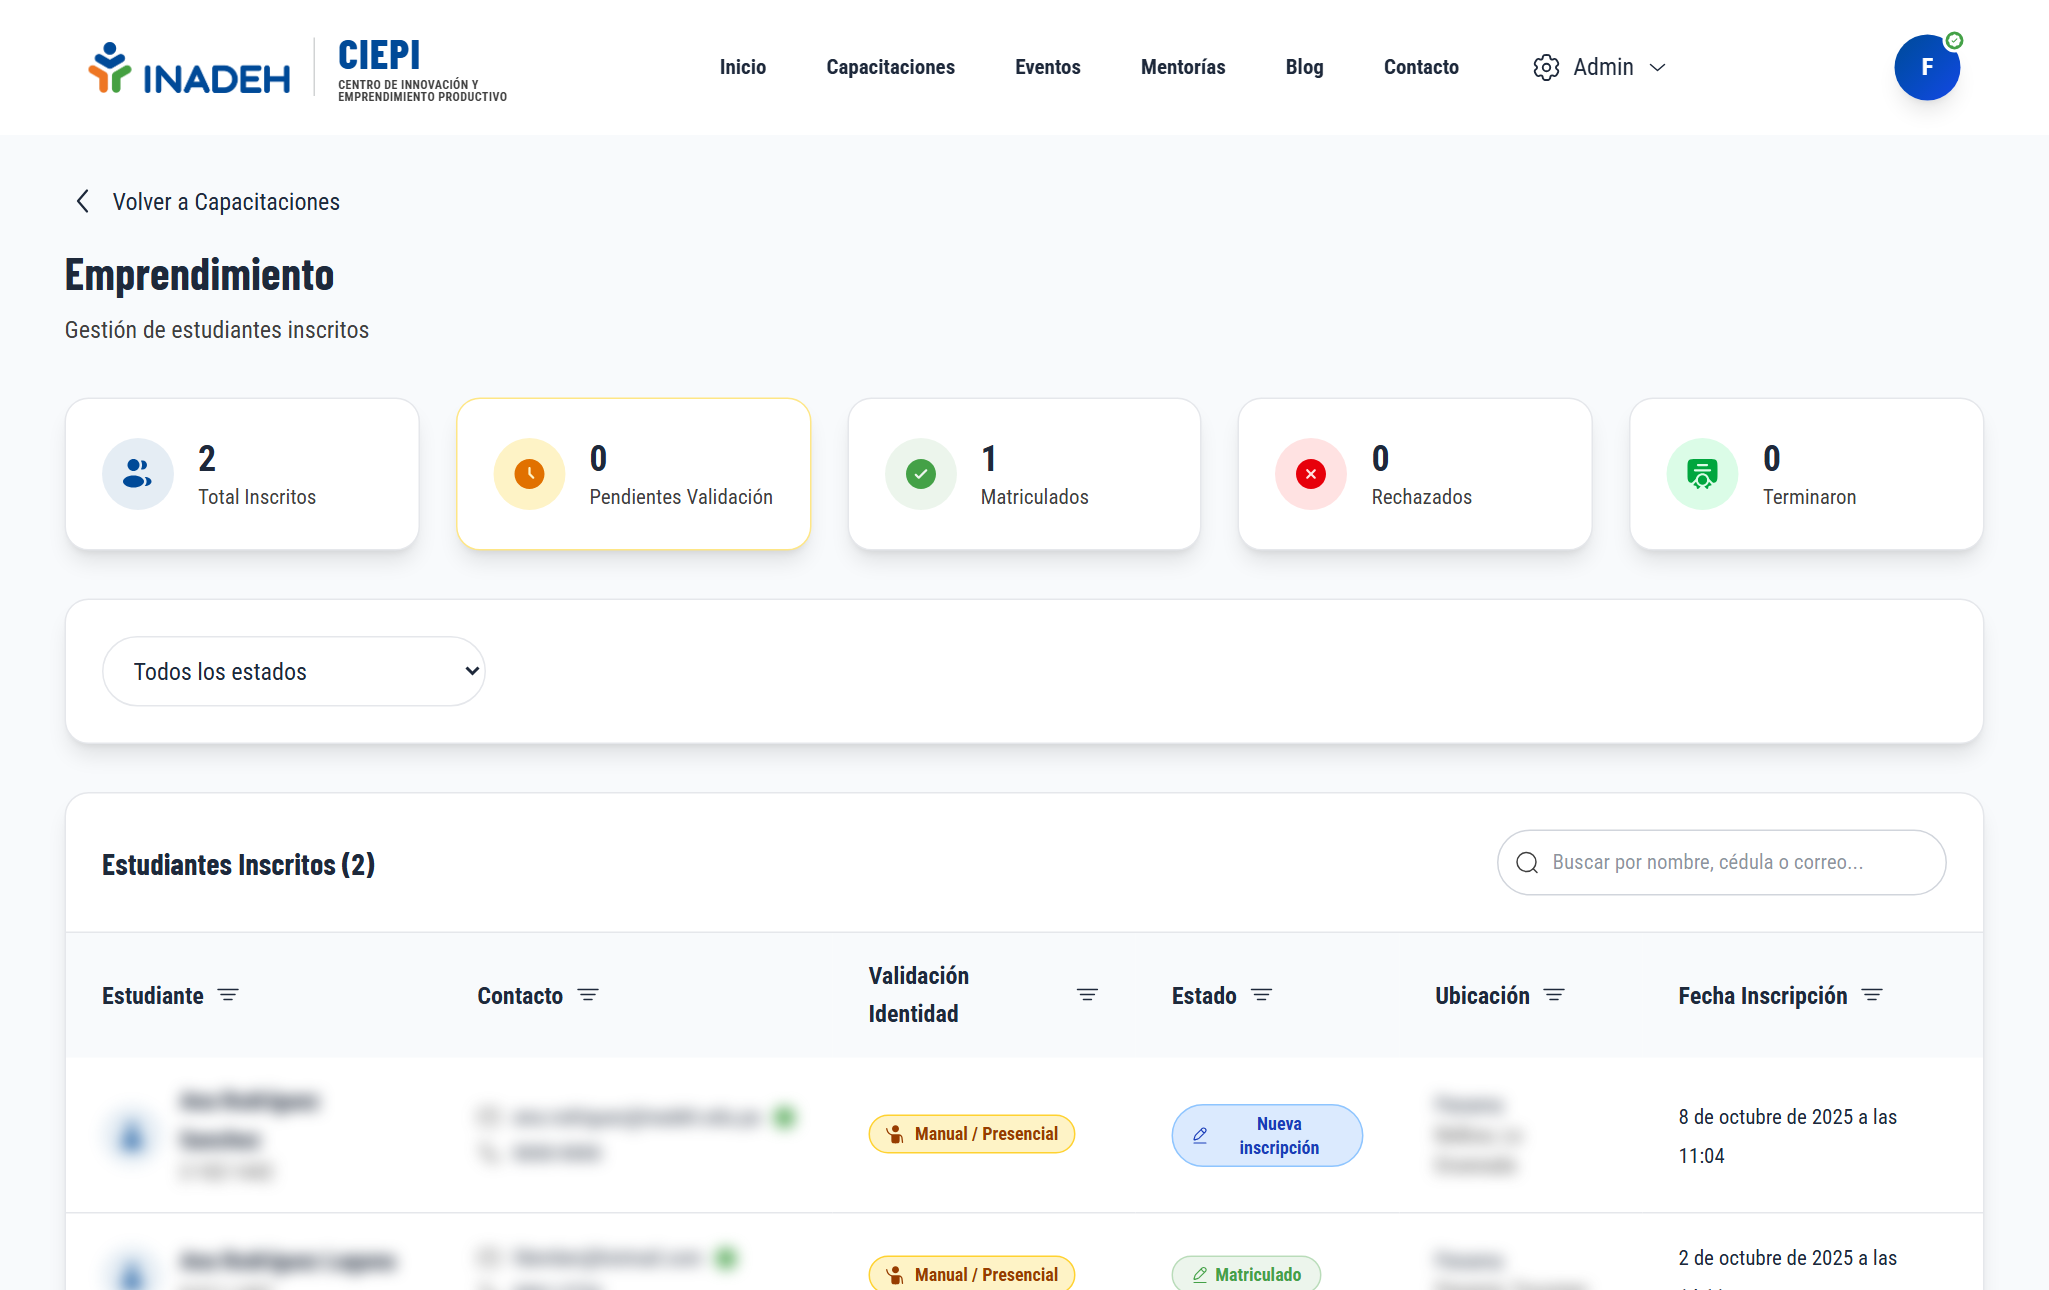 INADEH
CIEPI
CENTRO DE INNOVACIÓN Y
EMPRENDIMIENTO PRODUCTIVO
Inicio
Capacitaciones
Eventos
Mentorías
Blog
Contacto
Admin
F
Volver a Capacitaciones
Emprendimiento
Gestión de estudiantes inscritos
2
Total Inscritos
0
Pendientes Validación
1
Matriculados
0
Rechazados
0
Terminaron
Todos los estados
Estudiantes Inscritos (2)
Buscar por nombre, cédula o correo...
Estudiante
Contacto
Validación
Identidad
Estado
Ubicación
Fecha Inscripción
Manual / Presencial
Nueva
inscripción
8 de octubre de 2025 a las
11:04
Manual / Presencial
Matriculado
2 de octubre de 2025 a las